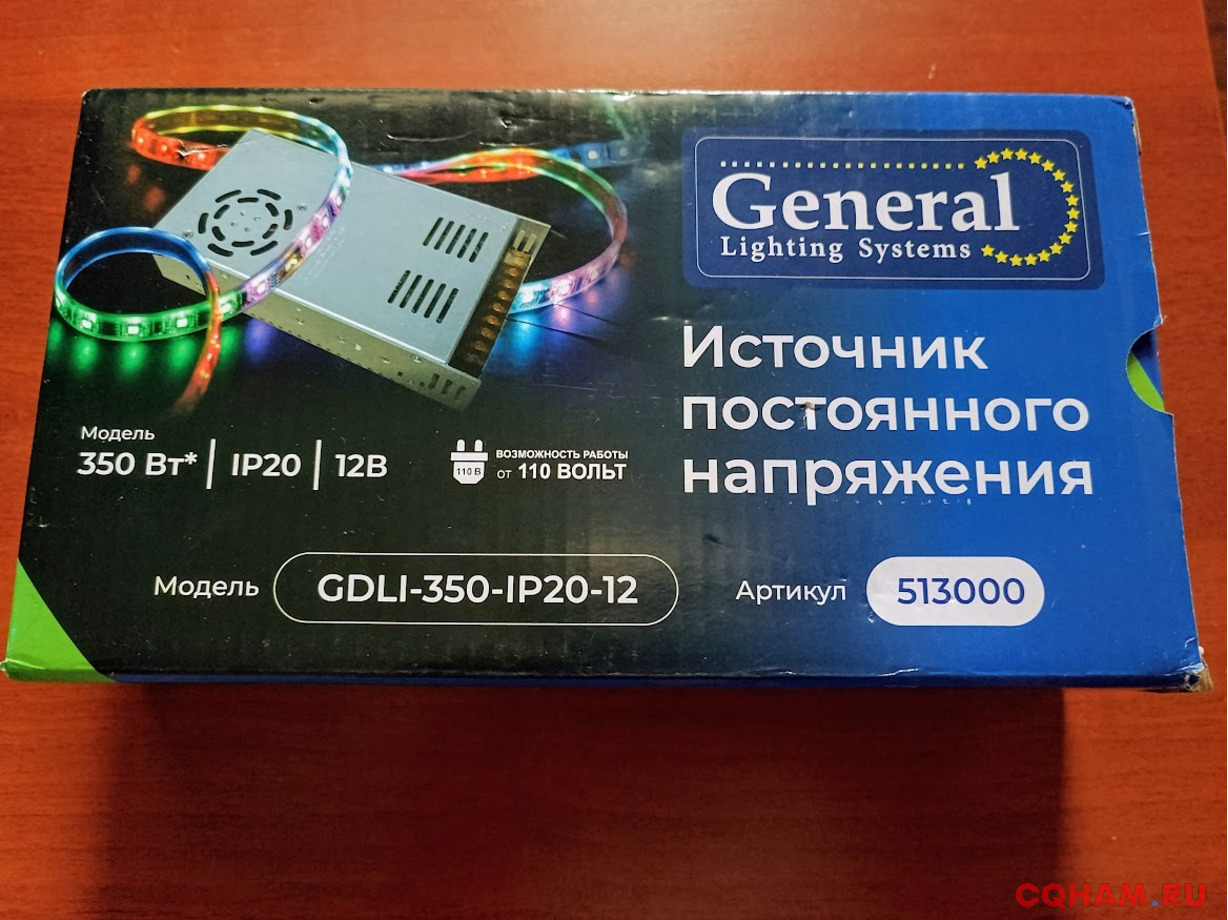 General
Lighting Systems
Источник
постоянного
напряжения
Модель
350 Вт* | IP20 | 12В
110 В
ВОЗМОЖНОСТЬ РАБОТЫ
от 110 ВОЛЬТ
Модель GDLI-350-IP20-12
Артикул 513000
CQHAM.RU